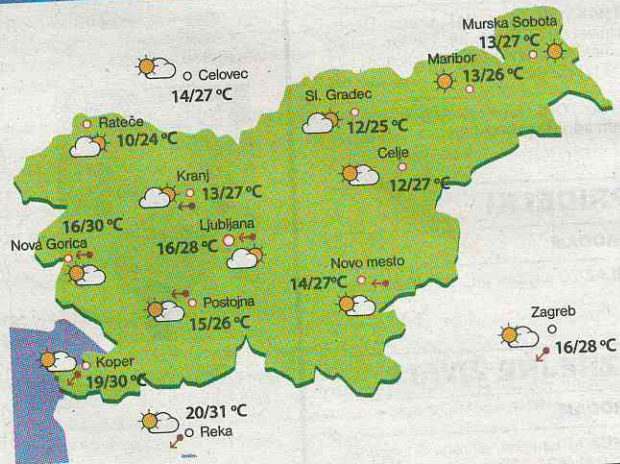 Murska Sobota
13/27 °C
Maribor
13/26 °C
Celovec
14/27 °C
Sl. Gradec
12/25 °C
Rateče
10/24 °C
Celje
12/27 °C
Kranj
13/27 °C
16/30 °C
Nova Gorica
Ljubljana
16/28 °C
Novo mesto
14/27°C
Postojna
15/26 °C
Zagreb
16/28 °C
Koper
19/30 °C
20/31 °C
Reka